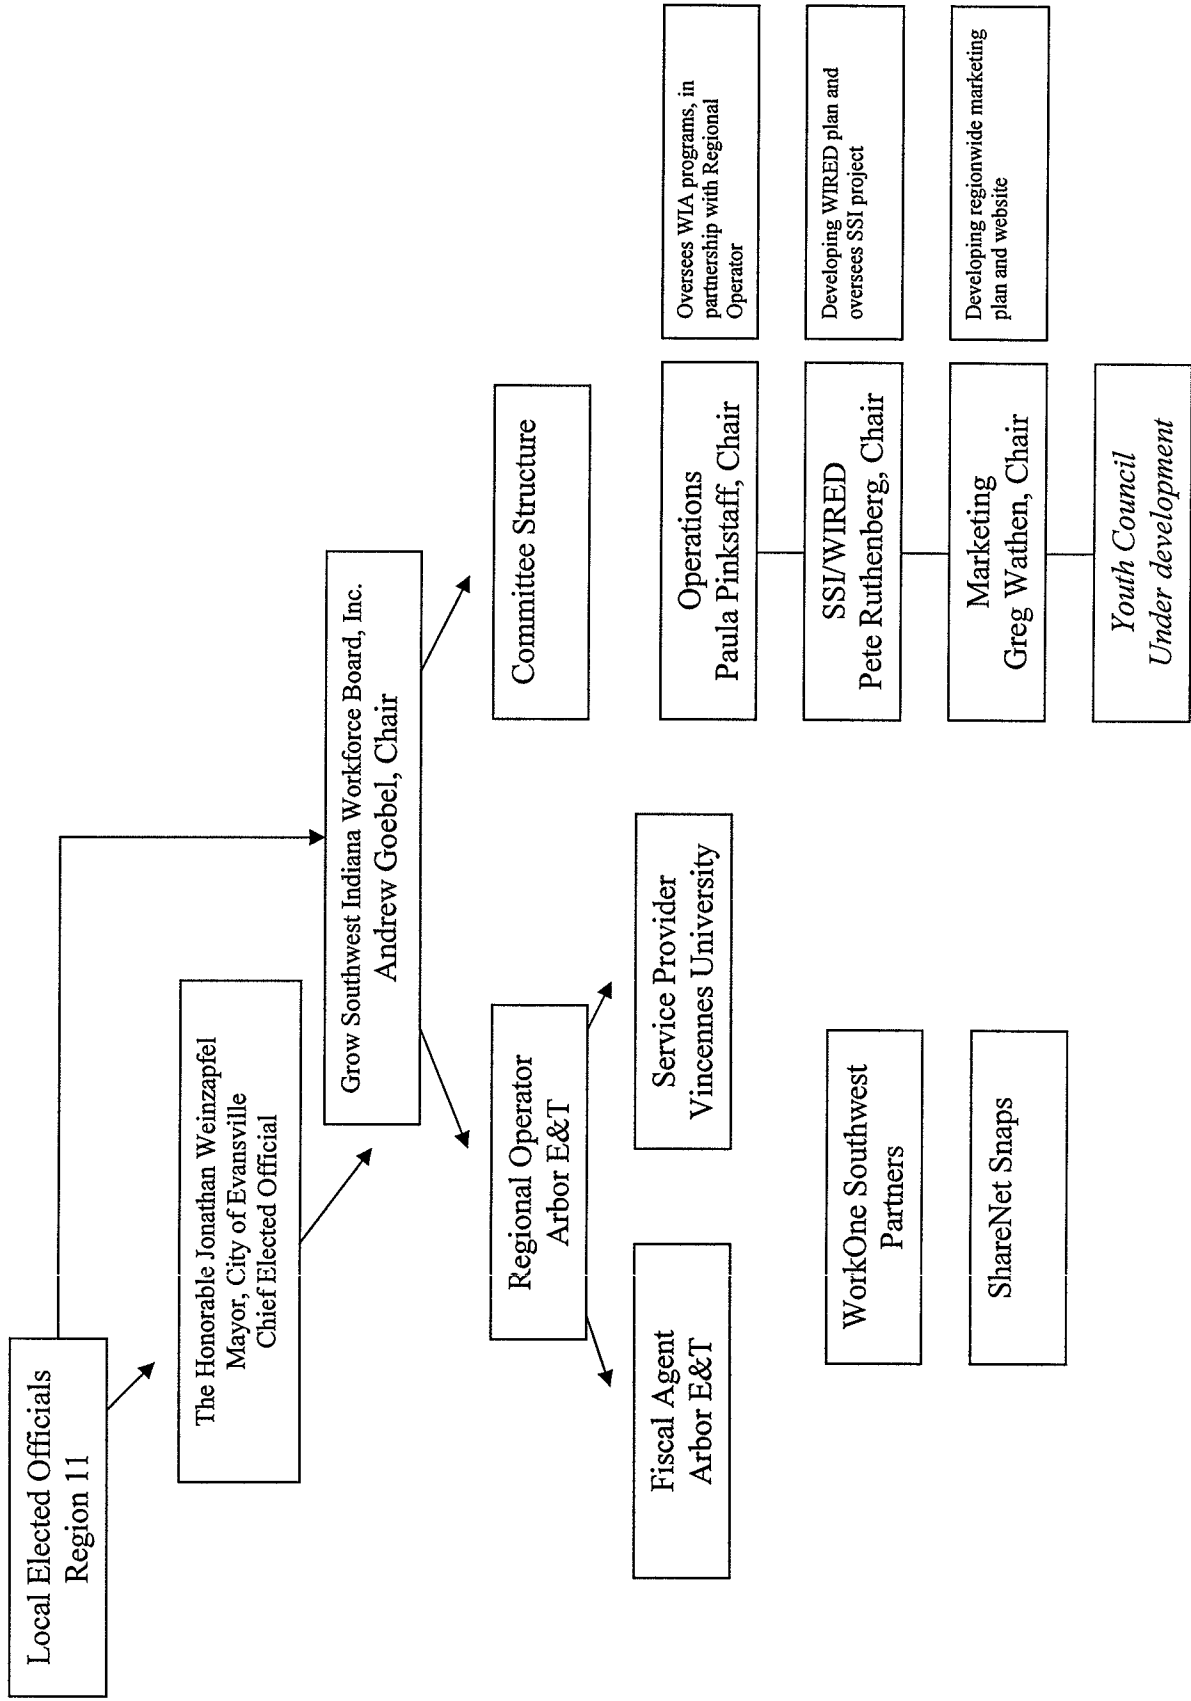 Local Elected Officials
Region 11
The Honorable Jonathan Weinzapfel
Mayor, City of Evansville
Chief Elected Official
Grow Southwest Indiana Workforce Board, Inc.
Andrew Goebel, Chair
Regional Operator
Arbor E&T
Committee Structure
Fiscal Agent
Arbor E&T
Service Provider
Vincennes University
WorkOne Southwest
Partners
ShareNet Snaps
Operations
Paula Pinkstaff, Chair
Oversees WIA programs, in
partnership with Regional
Operator
SSI/WIRED
Pete Ruthenberg, Chair
Developing WIRED plan and
oversees SSI project
Marketing
Greg Wathen, Chair
Developing regionwide marketing
plan and website
Youth Council
Under development